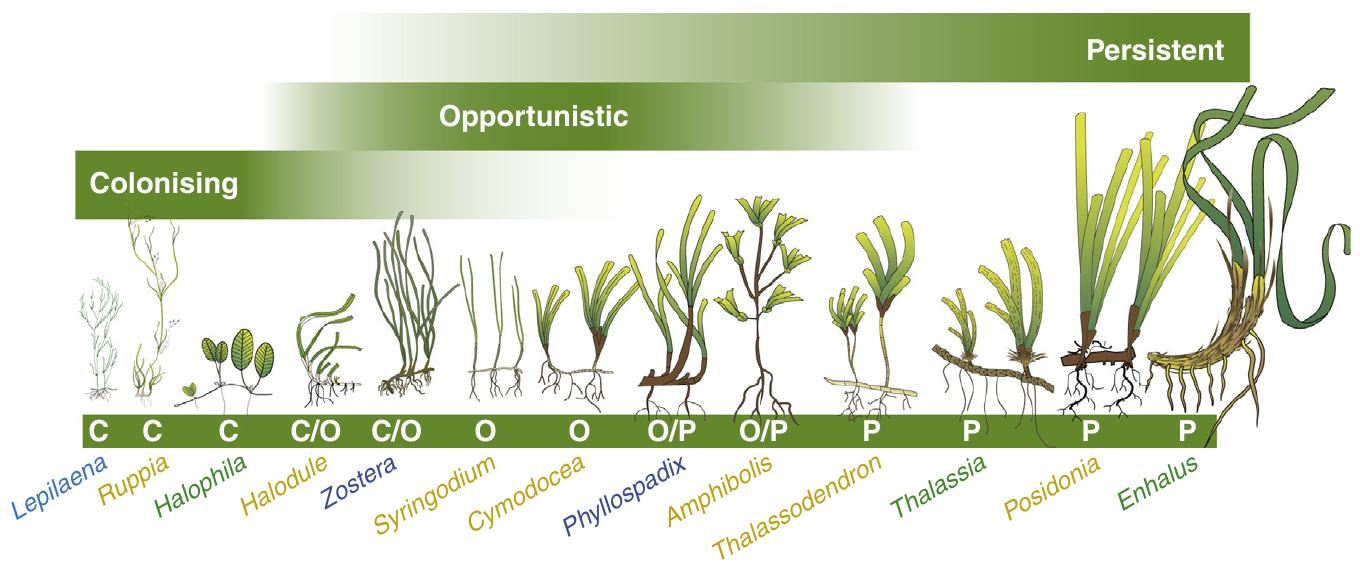 Persistent
Opportunistic
Colonising
C C C C/O C/O O O O/P O/P P P P P
Lepilaena Ruppia Halophila Halodule Zostera Syringodium Cymodocea Phyllospadix Amphibolis Thalassodendron Thalassia Posidonia Enhalus